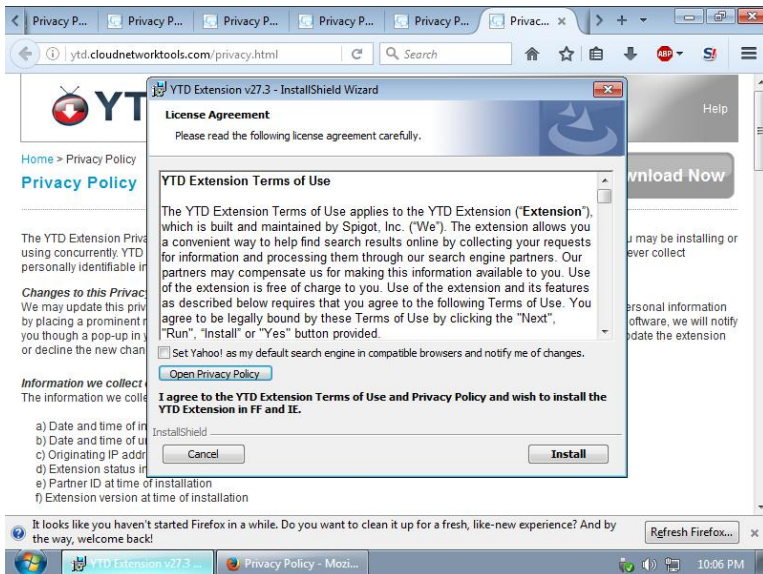 Privacy P... Privacy P... Privacy P... Privacy P... Privacy P... Privac...
ytd.cloudnetworktools.com/privacy.html
Search
ABP
YT
Help
Home > Privacy Policy
Privacy Policy
wnload Now
The YTD Extension Priva
u may be installing or
using concurrently. YTD
ever collect
personally identifiable in
Changes to this Privac
We may update this priv
ersonal information
by placing a prominent n
oftware, we will notify
you though a pop-up in y
pdate the extension
or decline the new chan
Information we collect
The information we colle
a) Date and time of in
b) Date and time of u
c) Originating IP addr
d) Extension status in
e) Partner ID at time of installation
f) Extension version at time of installation
YTD Extension v27.3 - InstallShield Wizard
License Agreement
Please read the following license agreement carefully.
YTD Extension Terms of Use
The YTD Extension Terms of Use applies to the YTD Extension (“Extension”),
which is built and maintained by Spigot, Inc. (“We”). The extension allows you
a convenient way to help find search results online by collecting your requests
for information and processing them through our search engine partners. Our
partners may compensate us for making this information available to you. Use
of the extension is free of charge to you. Use of the extension and its features
as described below requires that you agree to the following Terms of Use. You
agree to be legally bound by these Terms of Use by clicking the "Next",
"Run", “Install” or "Yes" button provided.
Set Yahoo! as my default search engine in compatible browsers and notify me of changes.
Open Privacy Policy
I agree to the YTD Extension Terms of Use and Privacy Policy and wish to install the
YTD Extension in FF and IE.
InstallShield
Cancel
Install
It looks like you haven't started Firefox in a while. Do you want to clean it up for a fresh, like-new experience? And by
the way, welcome back!
Refresh Firefox...
YTD Extension v27.3 ...
Privacy Policy - Mozi...
10:06 PM